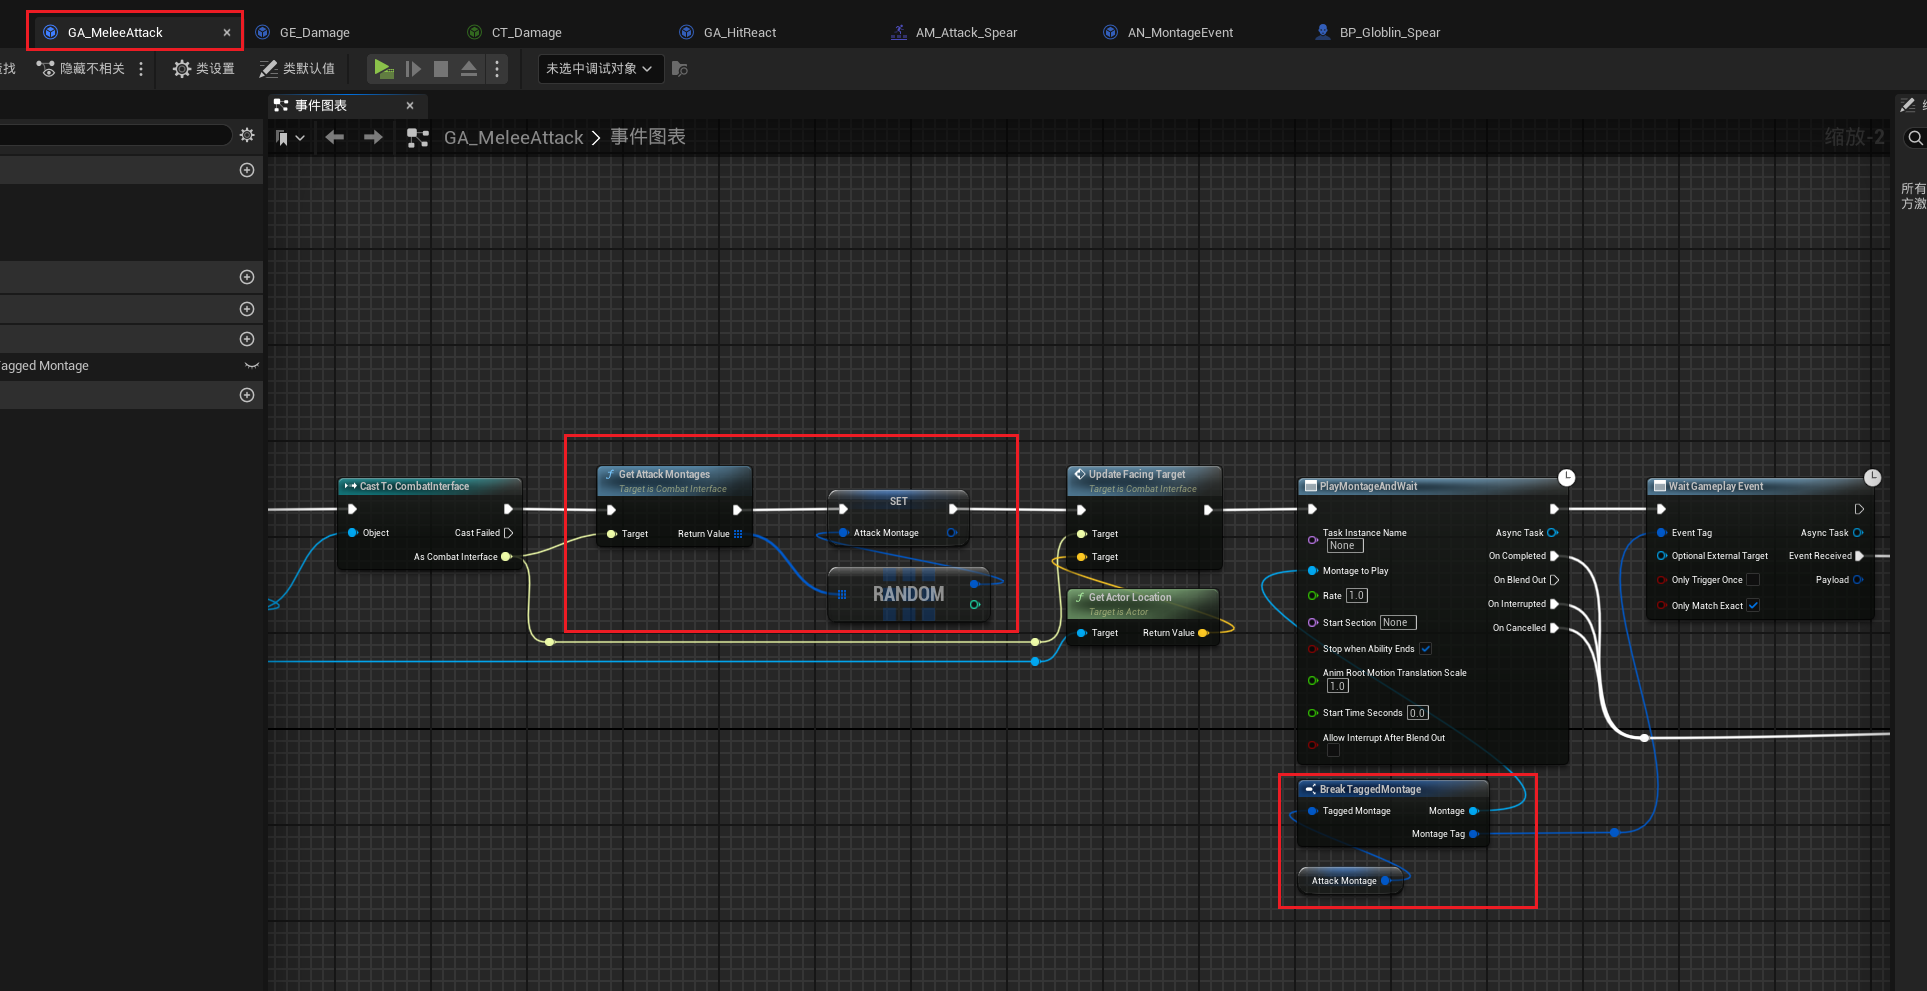 GA_MeleeAttack
GE_Damage
CT_Damage
GA_HitReact
AM_Attack_Spear
AN_MontageEvent
BP_Globlin_Spear
找
隐藏不相关
类设置
类默认值
未选中调试对象
事件图表
GA_MeleeAttack > 事件图表
缩放-2
所有
方激
agged Montage
Cast To CombatInterface
Object
Cast Failed
As Combat Interface
Get Attack Montages
Target is Combat Interface
Target
Return Value
SET
Attack Montage
RANDOM
Update Facing Target
Target is Combat Interface
Target
Target
Get Actor Location
Target is Actor
Target
Return Value
PlayMontageAndWait
Task Instance Name
None
Async Task
On Completed
Montage to Play
On Blend Out
Rate 1.0
On Interrupted
Start Section None
On Cancelled
Stop when Ability Ends
Anim Root Motion Translation Scale
1.0
Start Time Seconds 0.0
Allow Interrupt After Blend Out
Wait Gameplay Event
Event Tag
Async Task
Optional External Target
Event Received
Only Trigger Once
Payload
Only Match Exact
Break TaggedMontage
Tagged Montage
Montage
Montage Tag
Attack Montage